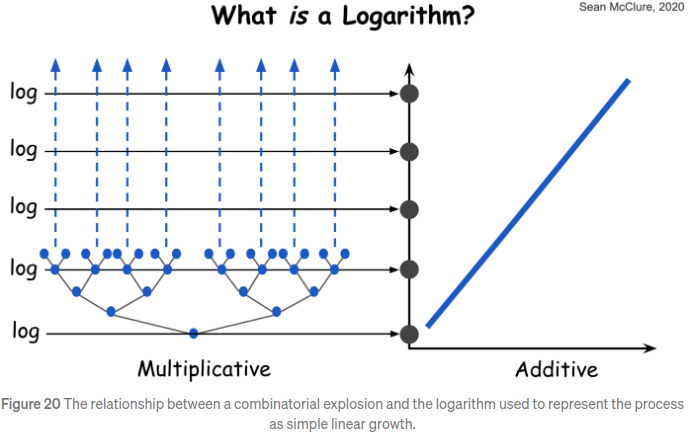 What is a Logarithm?
Sean McClure, 2020
log
log
log
log
log
Multiplicative
Additive
Figure 20 The relationship between a combinatorial explosion and the logarithm used to represent the process
as simple linear growth.